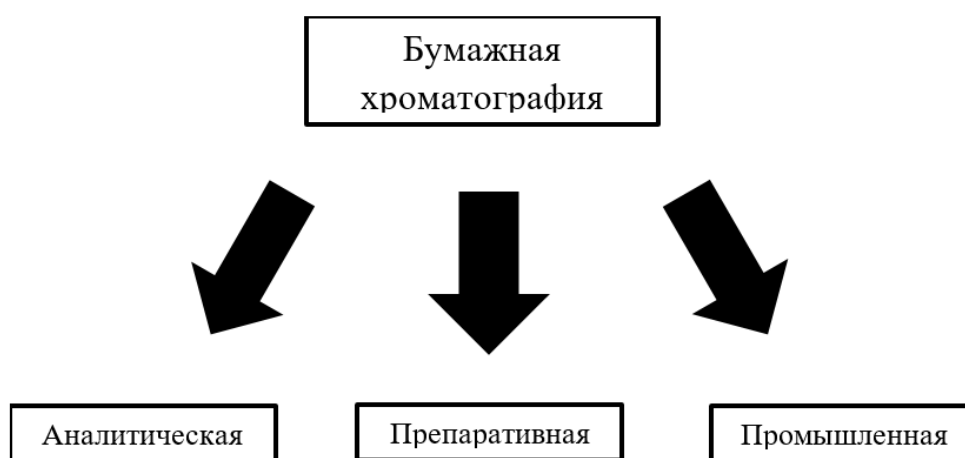 Бумажная
хроматография
Аналитическая
Препаративная
Промышленная